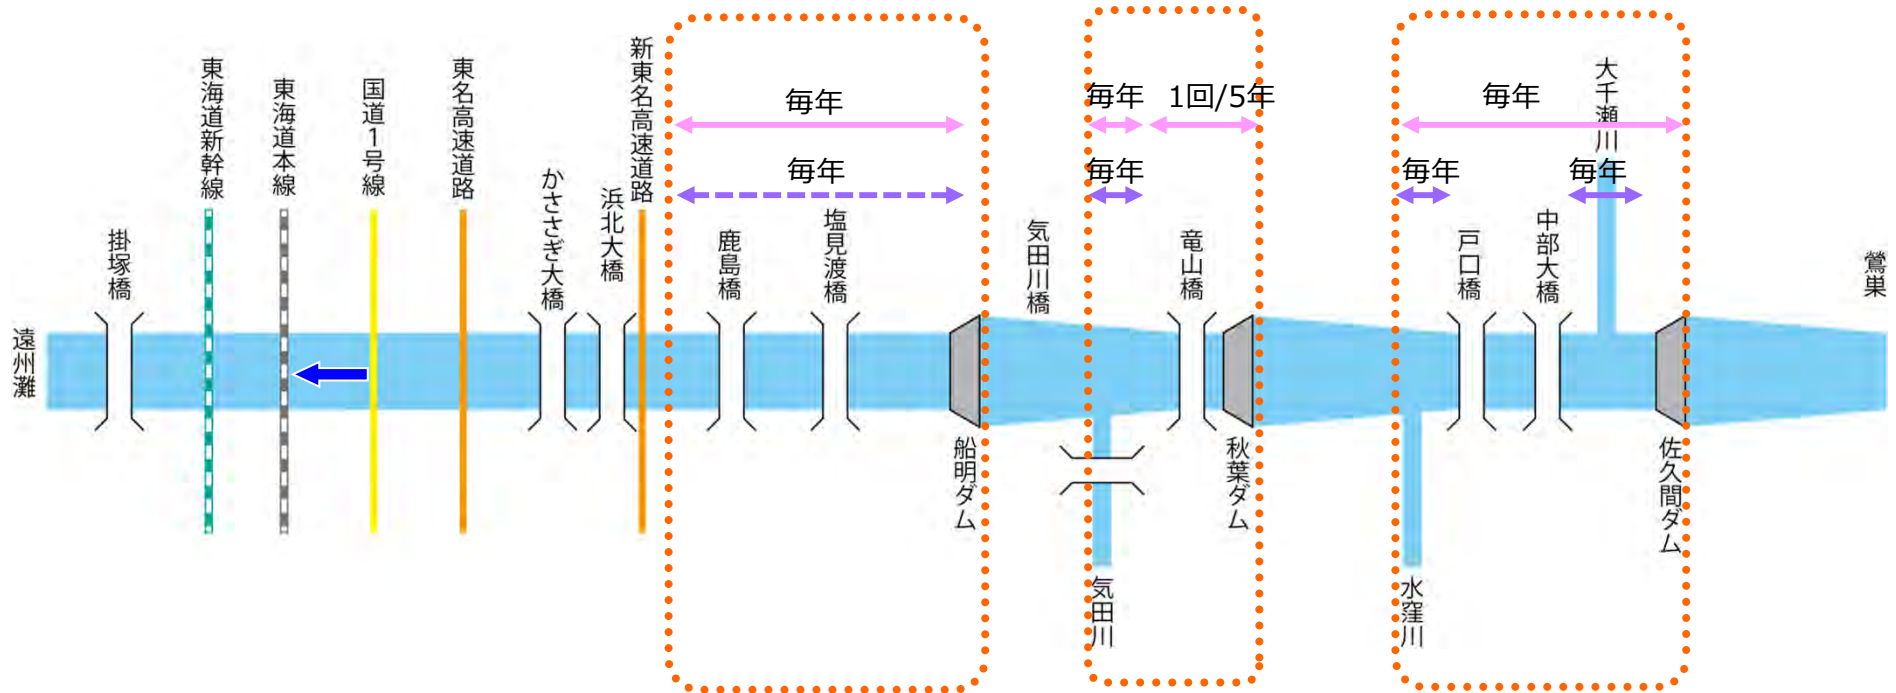 遠州灘
掛塚橋
東海道新幹線
東海道本線
国道1号線
東名高速道路
かささぎ大橋
浜北大橋
新東名高速道路
毎年
毎年
鹿島橋
塩見渡橋
船明ダム
気田川橋
毎年
1回/5年
毎年
竜山橋
気田川
秋葉ダム
毎年
毎年
毎年
大千瀬川
戸口橋
中部大橋
水窪川
佐久間ダム
鶯巣